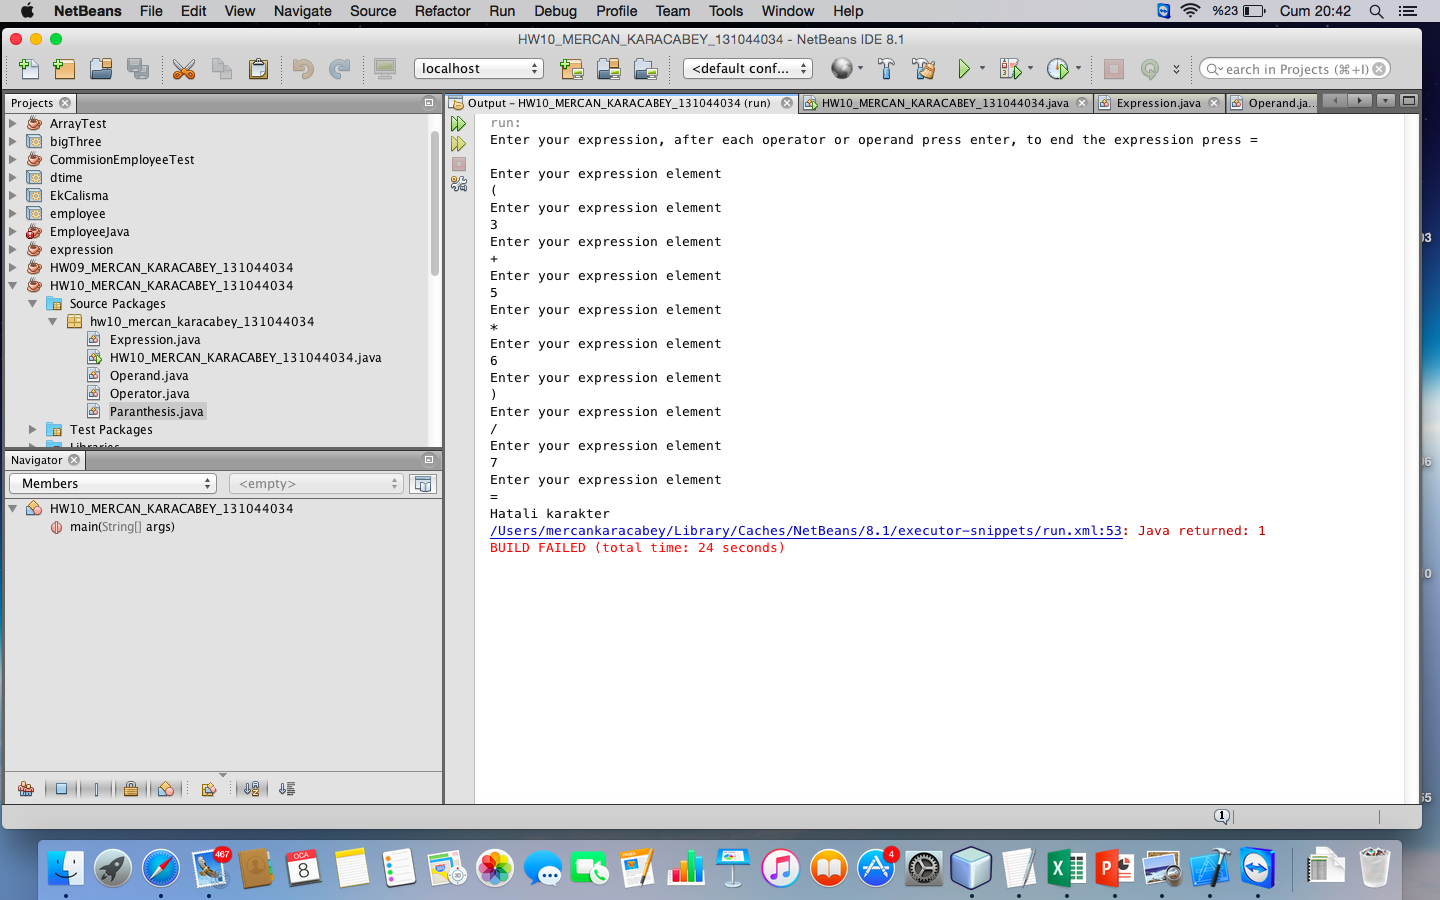 NetBeans File Edit View Navigate Source Refactor Run Debug Profile Team Tools Window Help %23 Cum 20:42
HW10_MERCAN_KARACABEY_131044034 - NetBeans IDE 8.1
localhost <default conf... earch in Projects (⌘+I)
Projects
ArrayTest
bigThree
CommisionEmployeeTest
dtime
EkCalisma
employee
EmployeeJava
expression
HW09_MERCAN_KARACABEY_131044034
HW10_MERCAN_KARACABEY_131044034
Source Packages
hw10_mercan_karacabey_131044034
Expression.java
HW10_MERCAN_KARACABEY_131044034.java
Operand.java
Operator.java
Paranthesis.java
Test Packages
Libraries
Navigator
Members <empty>
HW10_MERCAN_KARACABEY_131044034
main(String[] args)
Output - HW10_MERCAN_KARACABEY_131044034 (run) HW10_MERCAN_KARACABEY_131044034.java Expression.java Operand.ja...
run:
Enter your expression, after each operator or operand press enter, to end the expression press =
Enter your expression element
(
Enter your expression element
3
Enter your expression element
+
Enter your expression element
5
Enter your expression element
*
Enter your expression element
6
Enter your expression element
)
Enter your expression element
/
Enter your expression element
7
Enter your expression element
=
Hatali karakter
/Users/mercankaracabey/Library/Caches/NetBeans/8.1/executor-snippets/run.xml:53: Java returned: 1
BUILD FAILED (total time: 24 seconds)
1
467
OCA
8
4